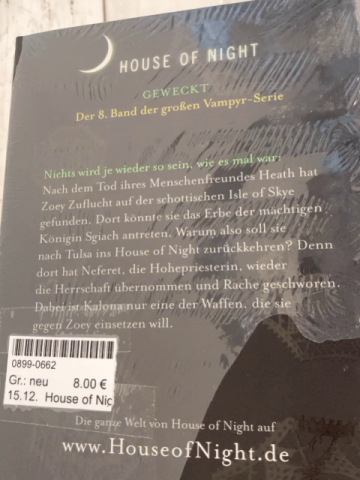 HOUSE OF NIGHT
GEWECKT
Der 8. Band der großen Vampyr-Serie
Nichts wird je wieder so sein, wie es mal war:
Nach dem Tod ihres Menschenfreundes Heath hat
Zoey Zuflucht auf der schottischen Isle of Skye
gefunden. Dort könnte sie das Erbe der mächtigen
Königin Sgiach antreten. Warum also soll sie
nach Tulsa ins House of Night zurückkehren? Denn
dort hat Neferet, die Hohepriesterin, wieder
die Herrschaft übernommen und Rache geschworen.
Dabei ist Kalona nur eine der Waffen, die sie
gegen Zoey einsetzen will.
0899-0662
Gr.: neu 8.00 €
15.12. House of Nic
Die ganze Welt von House of Night auf
www.HouseofNight.de